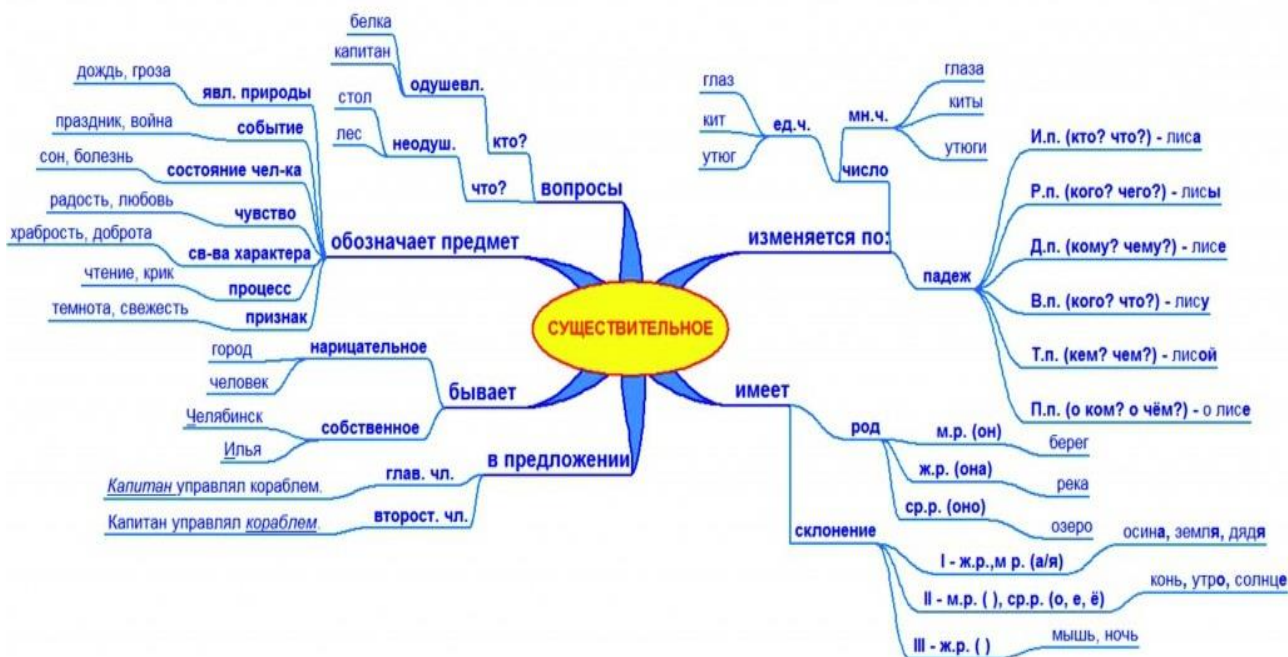 белка
капитан
одушевл.
стол
лес
неодуш.
кто?
что?
вопросы
дождь, гроза
явл. природы
праздник, война
событие
сон, болезнь
состояние чел-ка
радость, любовь
чувство
храбрость, доброта
св-ва характера
чтение, крик
процесс
темнота, свежесть
признак
обозначает предмет
СУЩЕСТВИТЕЛЬНОЕ
глаз
кит
утюг
ед.ч.
глаза
киты
утюги
мн.ч.
число
изменяется по:
падеж
И.п. (кто? что?) - лиса
Р.п. (кого? чего?) - лисы
Д.п. (кому? чему?) - лисе
В.п. (кого? что?) - лису
Т.п. (кем? чем?) - лисой
П.п. (о ком? о чём?) - о лисе
город
человек
нарицательное
Челябинск
Илья
собственное
бывает
в предложении
глав. чл.
Капитан управлял кораблем.
второст. чл.
Капитан управлял кораблем.
имеет
род
м.р. (он)
берег
ж.р. (она)
река
ср.р. (оно)
озеро
склонение
I - ж.р.,м р. (а/я)
осина, земля, дядя
II - м.р. ( ), ср.р. (о, е, ё)
конь, утро, солнце
III - ж.р. ( )
мышь, ночь